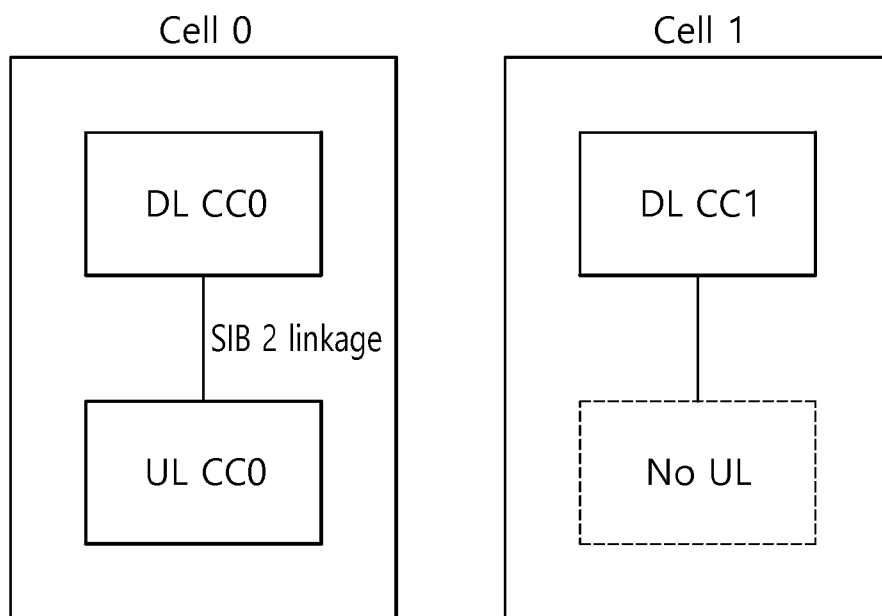 Cell 0
DL CC0
SIB 2 linkage
UL CC0
Cell 1
DL CC1
No UL